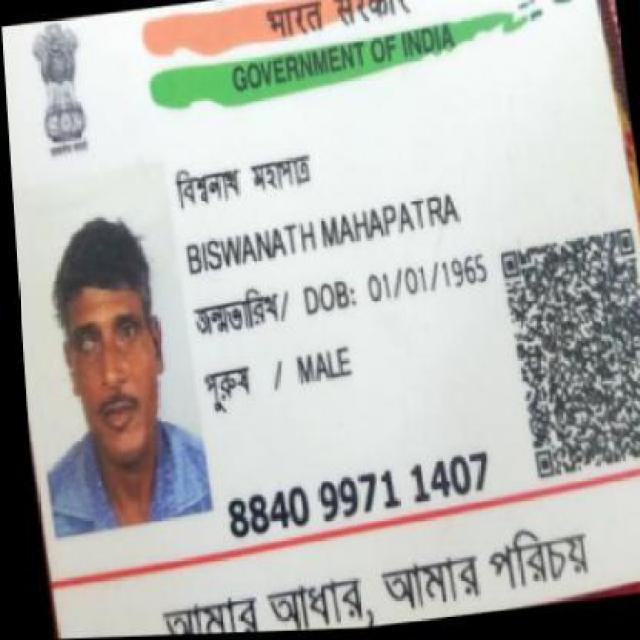 भारत सरकार
GOVERNMENT OF INDIA
বিশ্বনাথ মহাপাত্র
BISWANATH MAHAPATRA
জন্মতারিখ/ DOB: 01/01/1965
পুরুষ / MALE
8840 9971 1407
আমার আধার, আমার পরিচয়